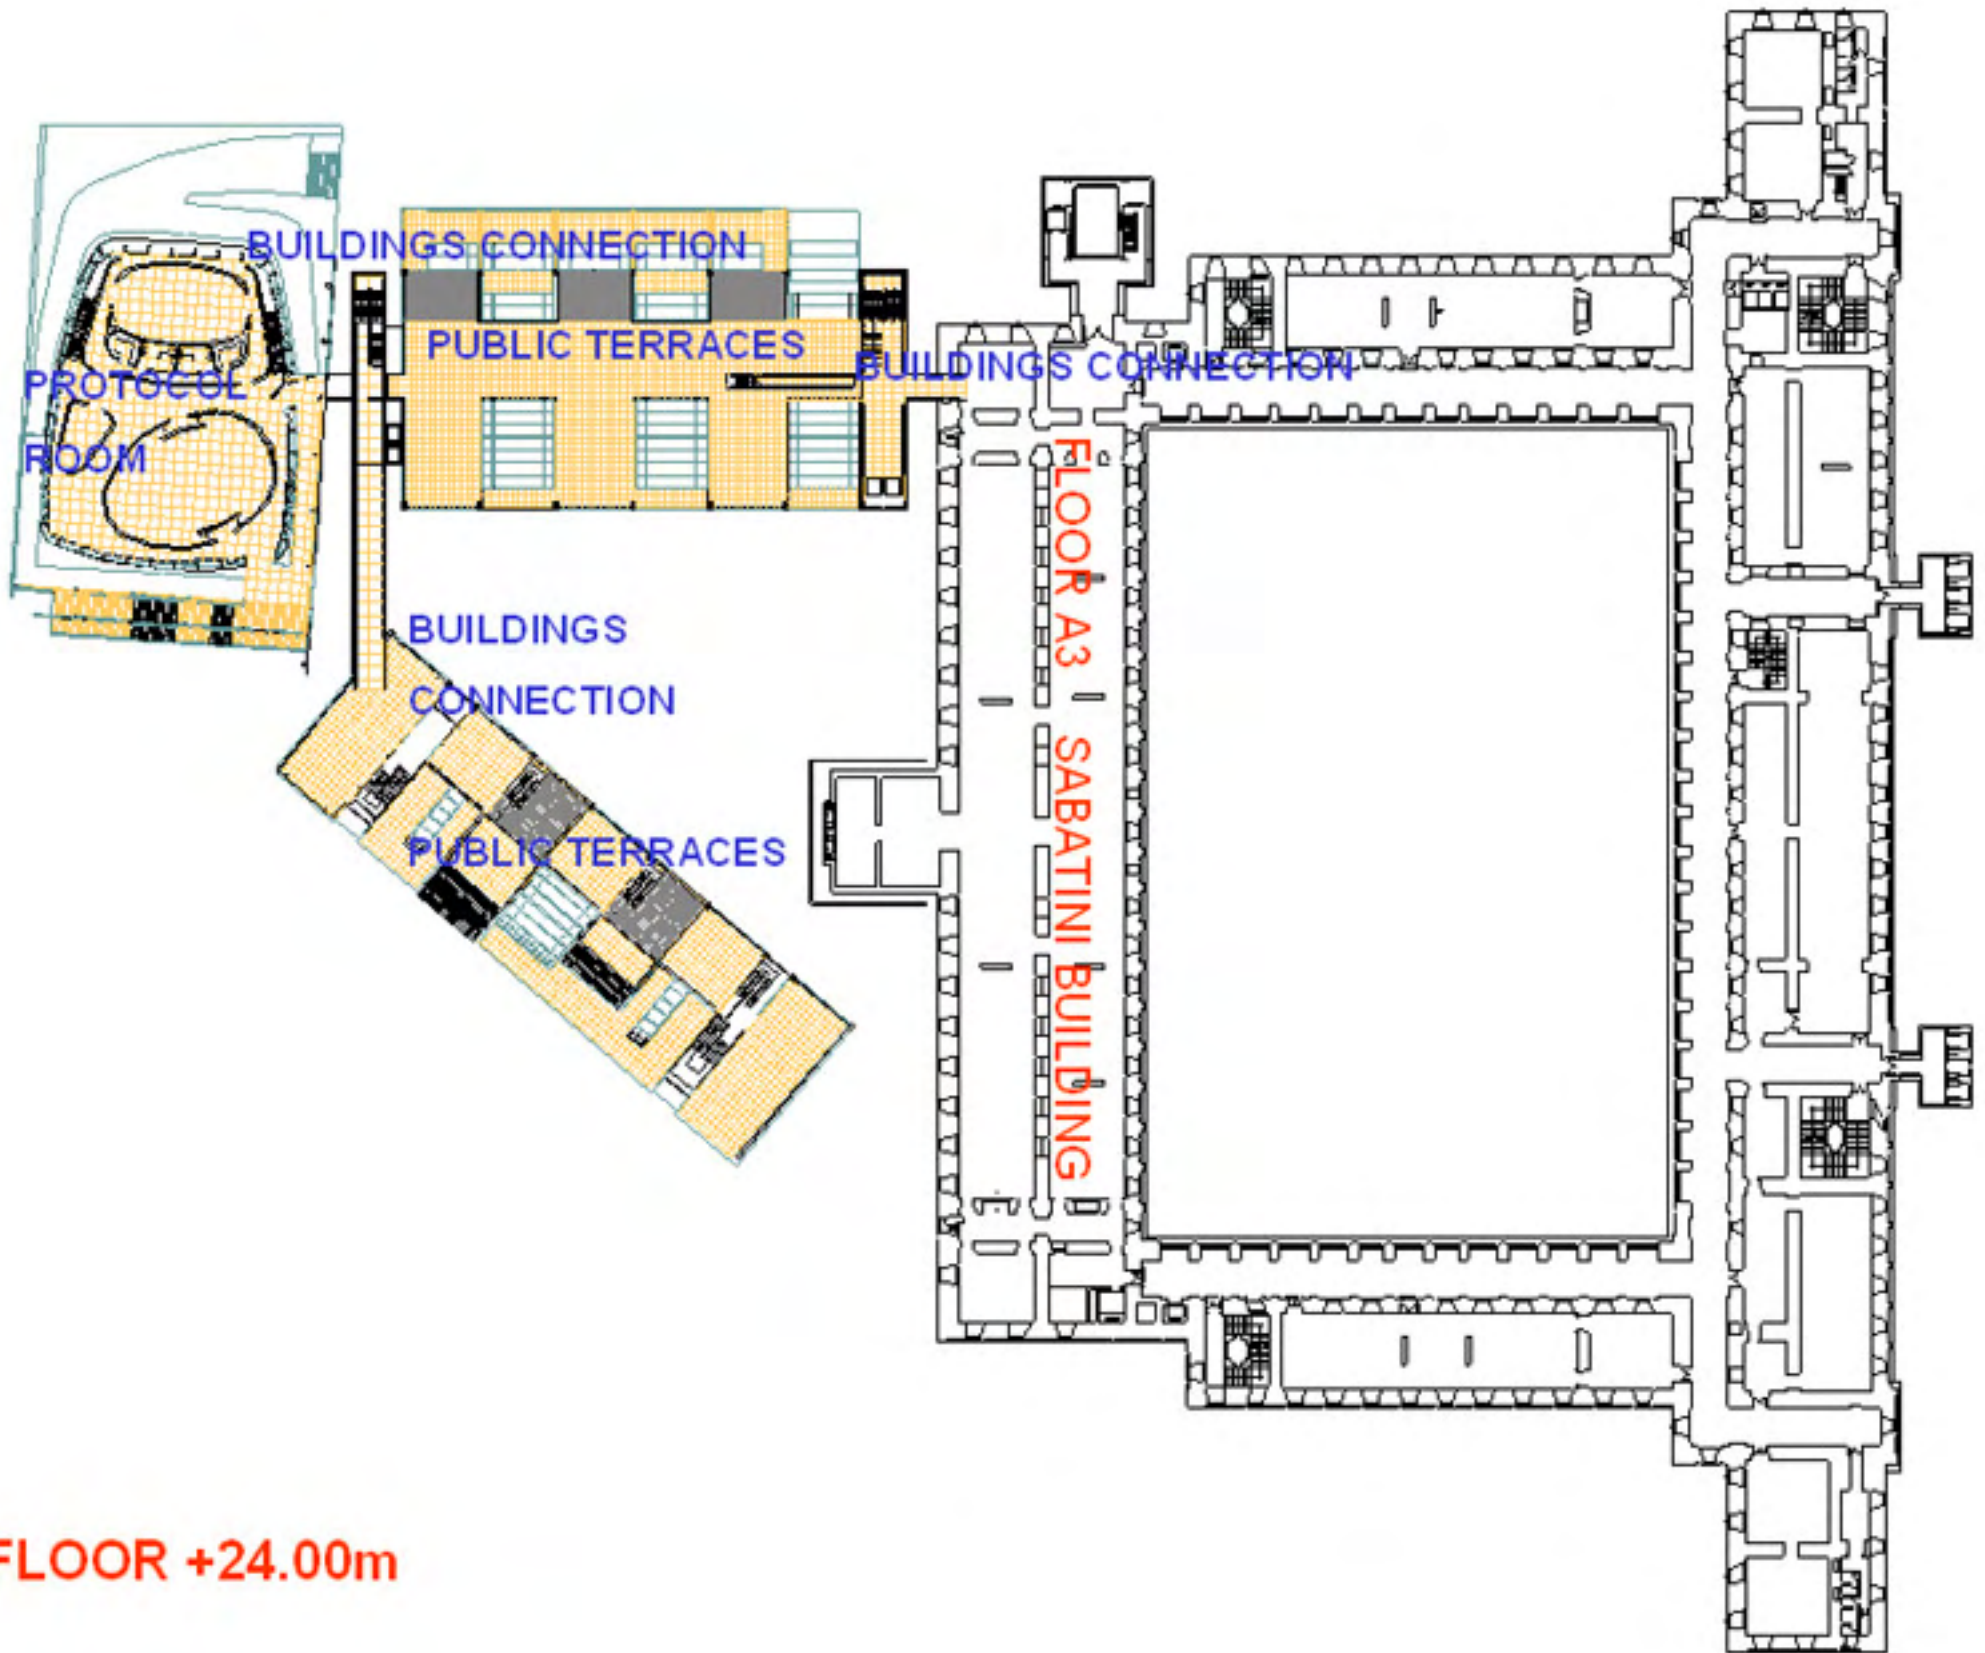 BUILDINGS CONNECTION
PUBLIC TERRACES
BUILDINGS CONNECTION
PROTOCOL
ROOM
FLOOR A3 SABATINI BUILDING
BUILDINGS
CONNECTION
PUBLIC TERRACES
FLOOR +24.00m